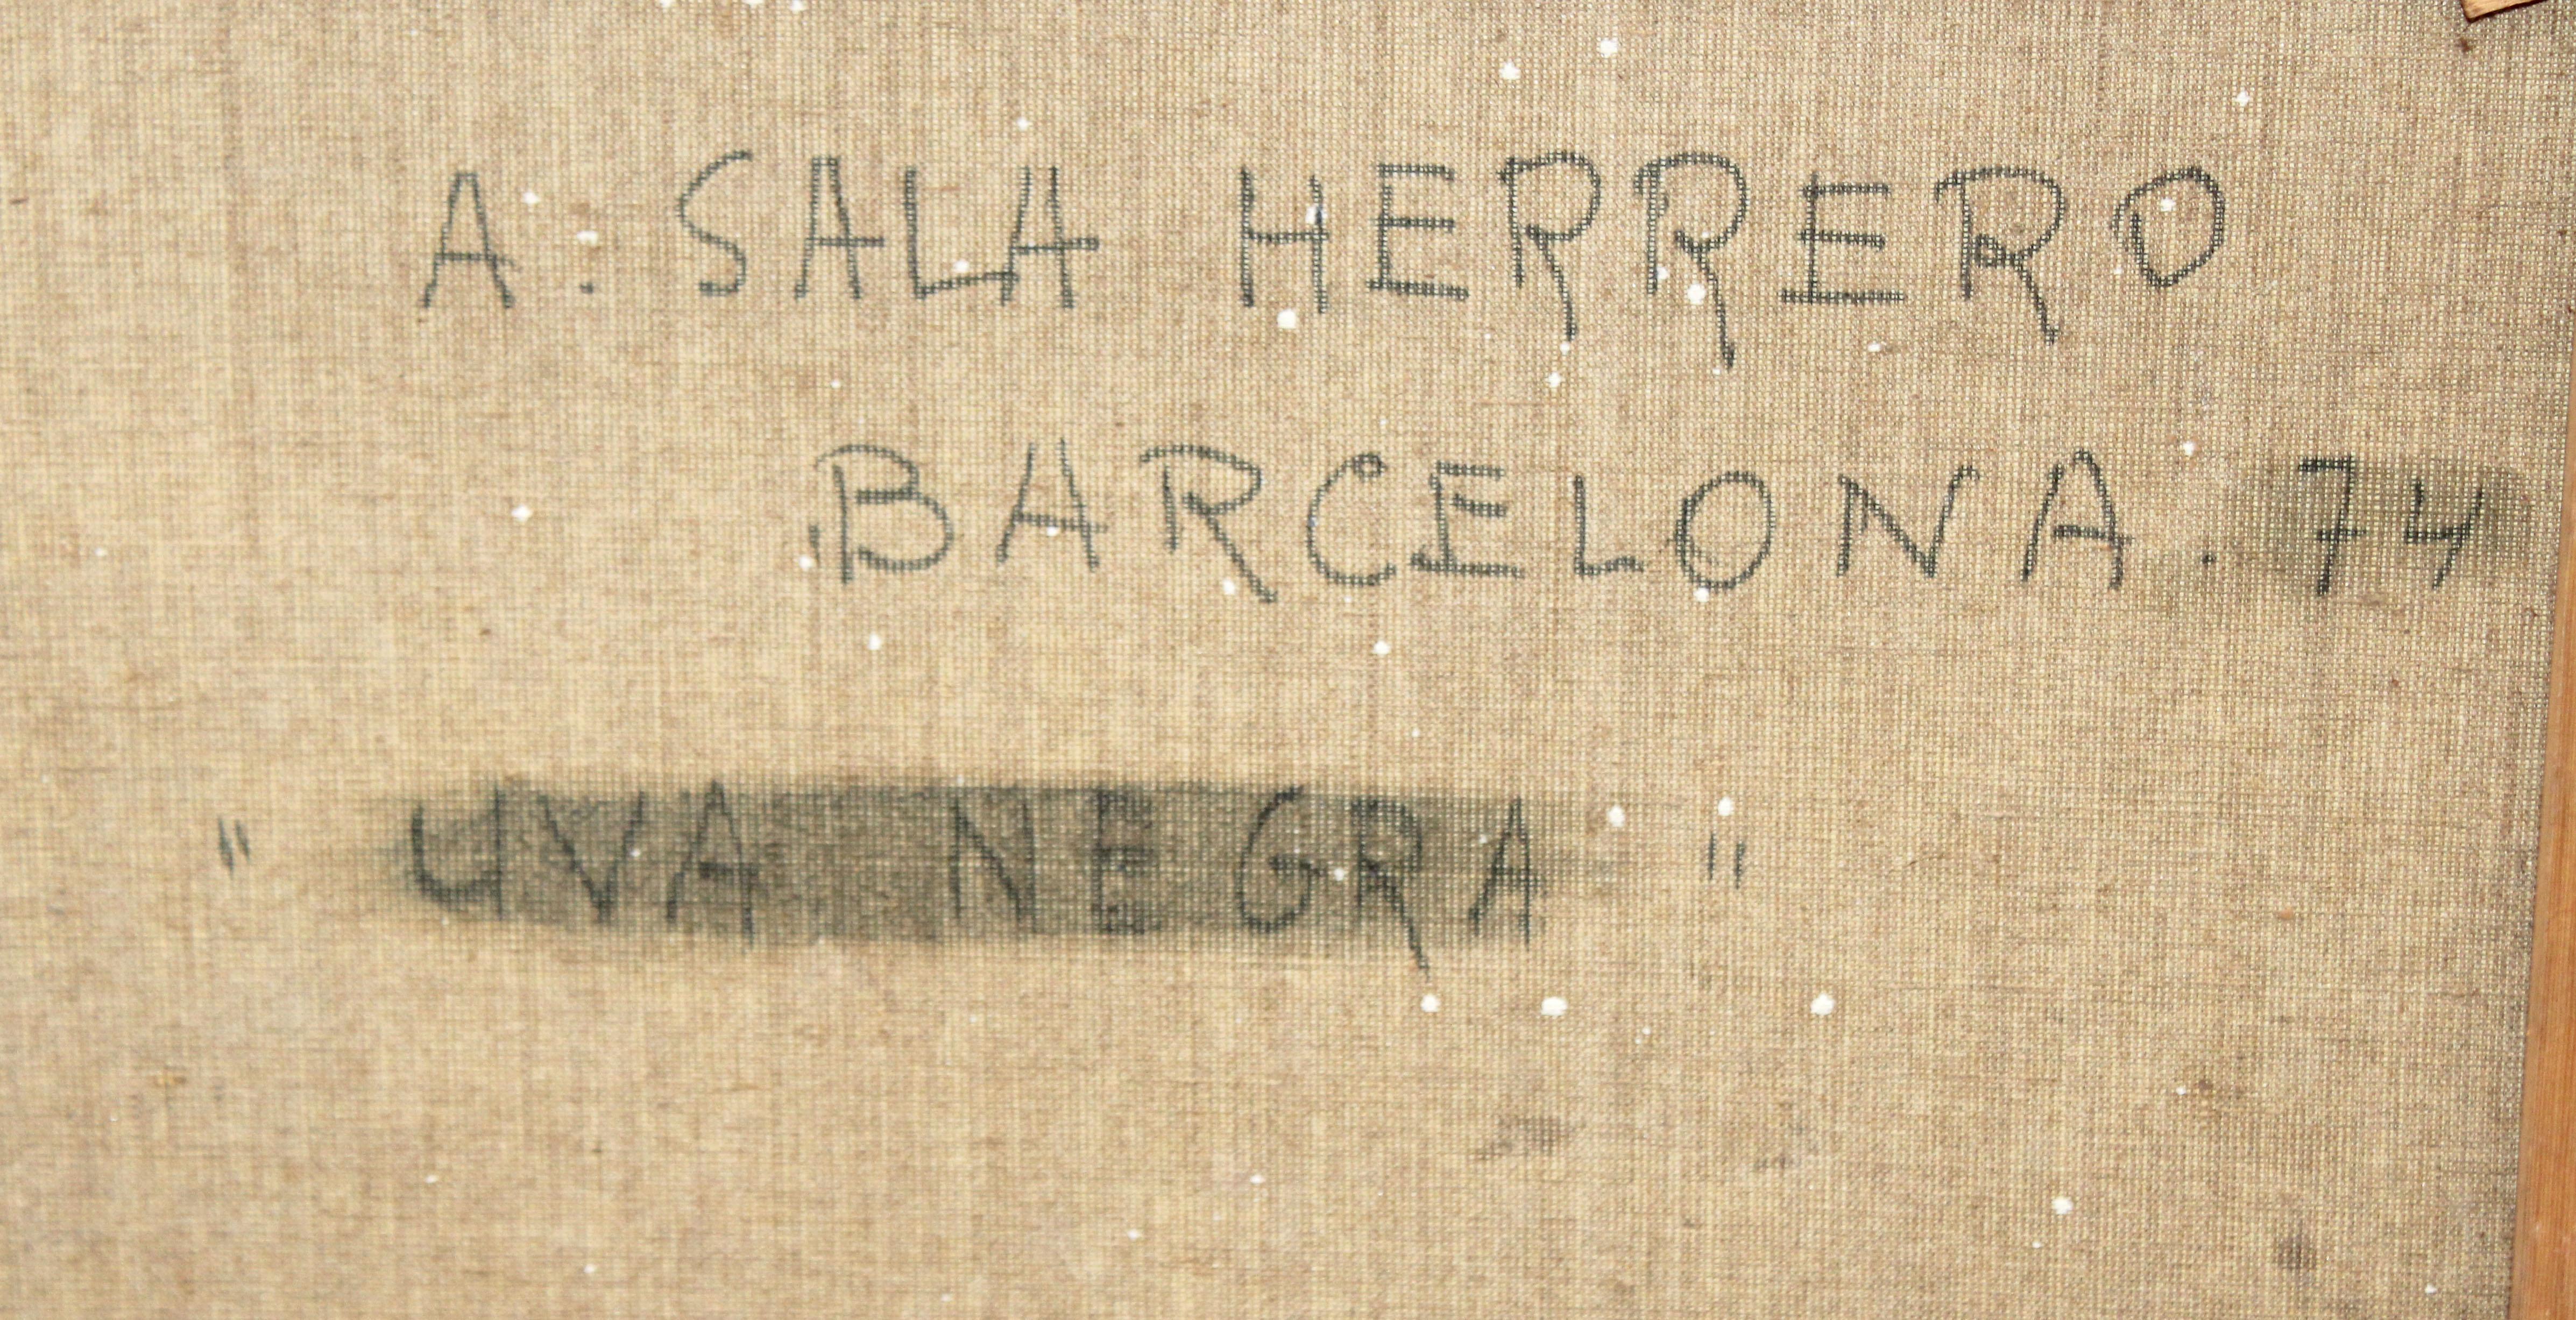 A. SALA HERRERO
BARCELONA. 74
" UVA NEGRA "